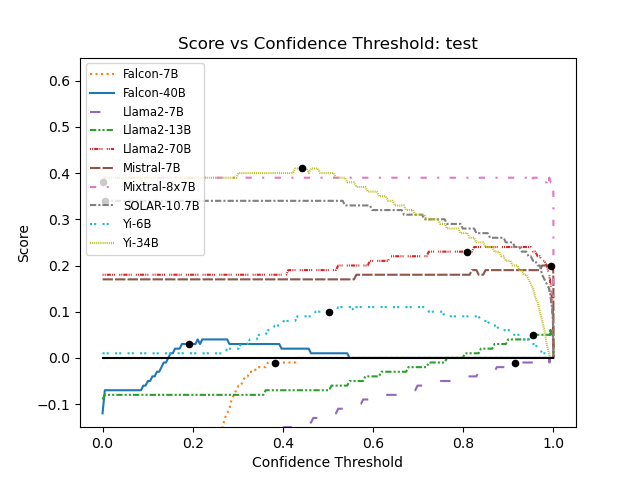 Score vs Confidence Threshold: test
Score
0.6
0.5
0.4
0.3
0.2
0.1
0.0
−0.1
Falcon-7B
Falcon-40B
Llama2-7B
Llama2-13B
Llama2-70B
Mistral-7B
Mixtral-8x7B
SOLAR-10.7B
Yi-6B
Yi-34B
0.0 0.2 0.4 0.6 0.8 1.0
Confidence Threshold